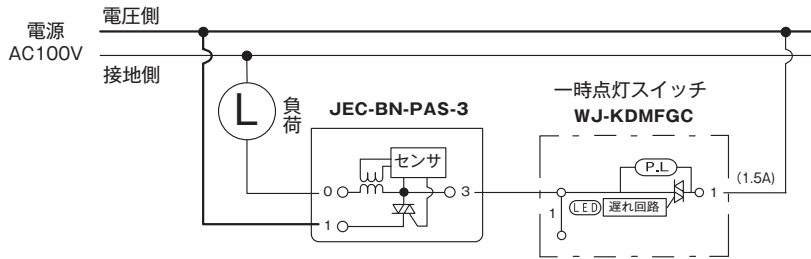 電圧側
電源
AC100V
接地側
L
負荷
JEC-BN-PAS-3
センサ
0
3
1
一時点灯スイッチ
WJ-KDMFGC
P.L
1
(1.5A)
1
LED
遅れ回路